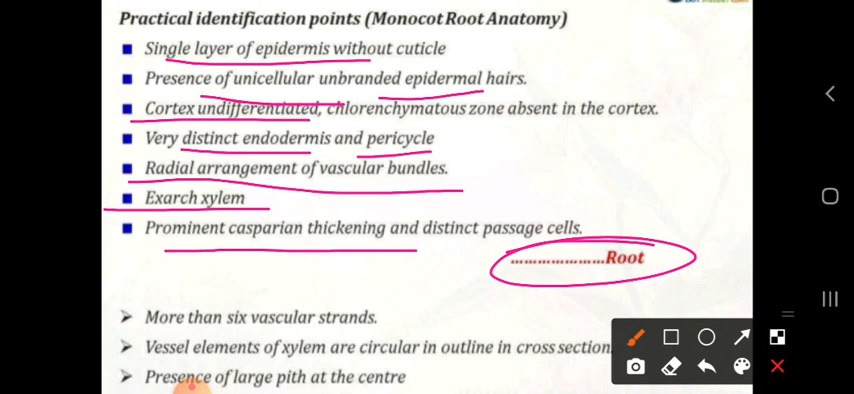 Practical identification points (Monocot Root Anatomy)
Single layer of epidermis without cuticle
Presence of unicellular unbranded epidermal hairs.
Cortex undifferentiated, chlorenchymatous zone absent in the cortex.
Very distinct endodermis and pericycle
Radial arrangement of vascular bundles.
Exarch xylem
Prominent casparian thickening and distinct passage cells.
.....................Root
More than six vascular strands.
Vessel elements of xylem are circular in outline in cross section
Presence of large pith at the centre